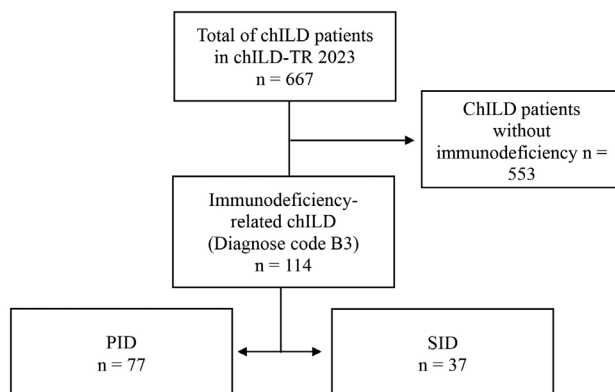 Total of chILD patients
in chILD-TR 2023
n = 667
ChILD patients
without
immunodeficiency n =
553
Immunodeficiency-
related chILD
(Diagnose code B3)
n = 114
PID
n = 77
SID
n = 37